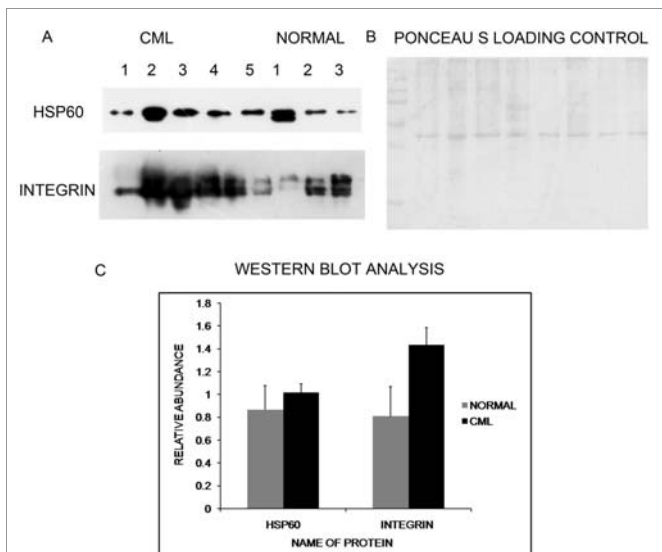 A CML NORMAL
1 2 3 4 5 1 2 3
HSP60
INTEGRIN
B PONCEAU S LOADING CONTROL
C WESTERN BLOT ANALYSIS
1.8
1.6
1.4
1.2
1
0.8
0.6
0.4
0.2
0
RELATIVE ABUNDANCE
NORMAL
CML
HSP60 INTEGRIN
NAME OF PROTEIN